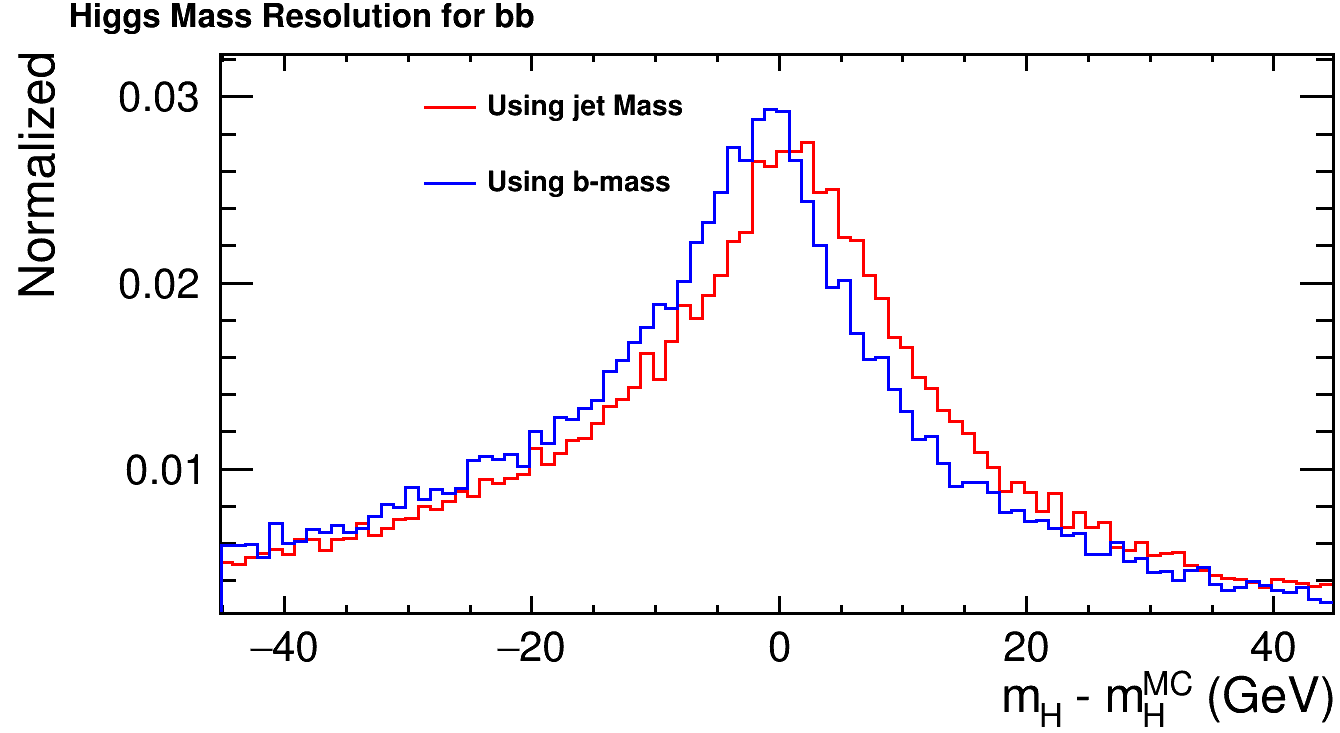 Higgs Mass Resolution for bb
Normalized
0.03
0.02
0.01
Using jet Mass
Using b-mass
−40 −20 0 20 40
m_H - m_H^MC (GeV)